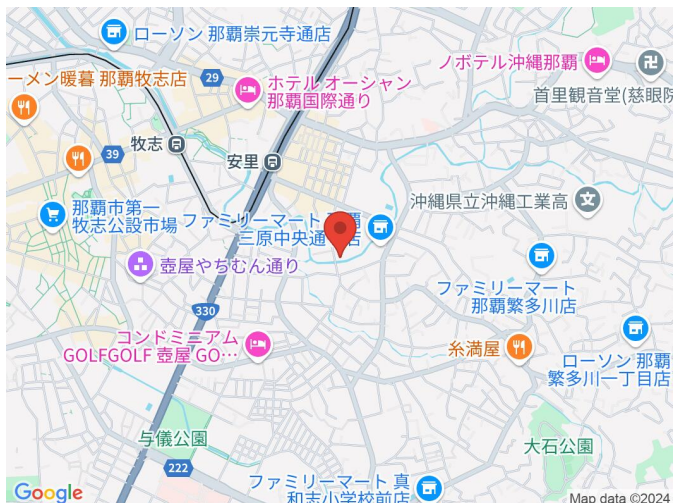 ローソン 那覇崇元寺通店
ノボテル沖縄那覇
29
ホテル オーシャン
那覇国際通り
首里観音堂(慈眼院
ーメン暖暮 那覇牧志店
39
牧志
安里
沖縄県立沖縄工業高
那覇市第一
牧志公設市場
ファミリーマート
三原中央通
店
壺屋やちむん通り
ファミリーマート
那覇繁多川店
330
コンドミニアム
GOLFGOLF 壺屋 GO…
糸満屋
ローソン 那覇
繁多川一丁目店
与儀公園
大石公園
222
ファミリーマート 真
和志小学校前店
Google
Map data ©2024